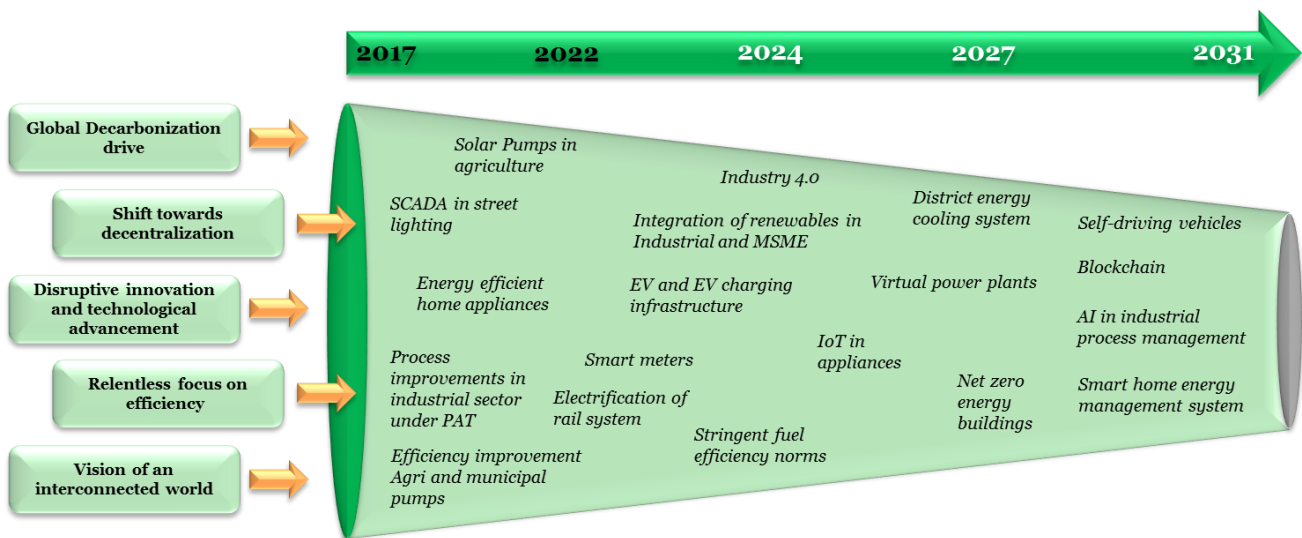 2017 2022 2024 2027 2031
Global Decarbonization
drive
Shift towards
decentralization
Disruptive innovation
and technological
advancement
Relentless focus on
efficiency
Vision of an
interconnected world
Solar Pumps in
agriculture
SCADA in street
lighting
Energy efficient
home appliances
Process
improvements in
industrial sector
under PAT
Efficiency improvement
Agri and municipal
pumps
Industry 4.0
Integration of renewables in
Industrial and MSME
EV and EV charging
infrastructure
Smart meters
Electrification of
rail system
IoT in
appliances
Stringent fuel
efficiency norms
District energy
cooling system
Virtual power plants
Net zero
energy
buildings
Self-driving vehicles
Blockchain
AI in industrial
process management
Smart home energy
management system